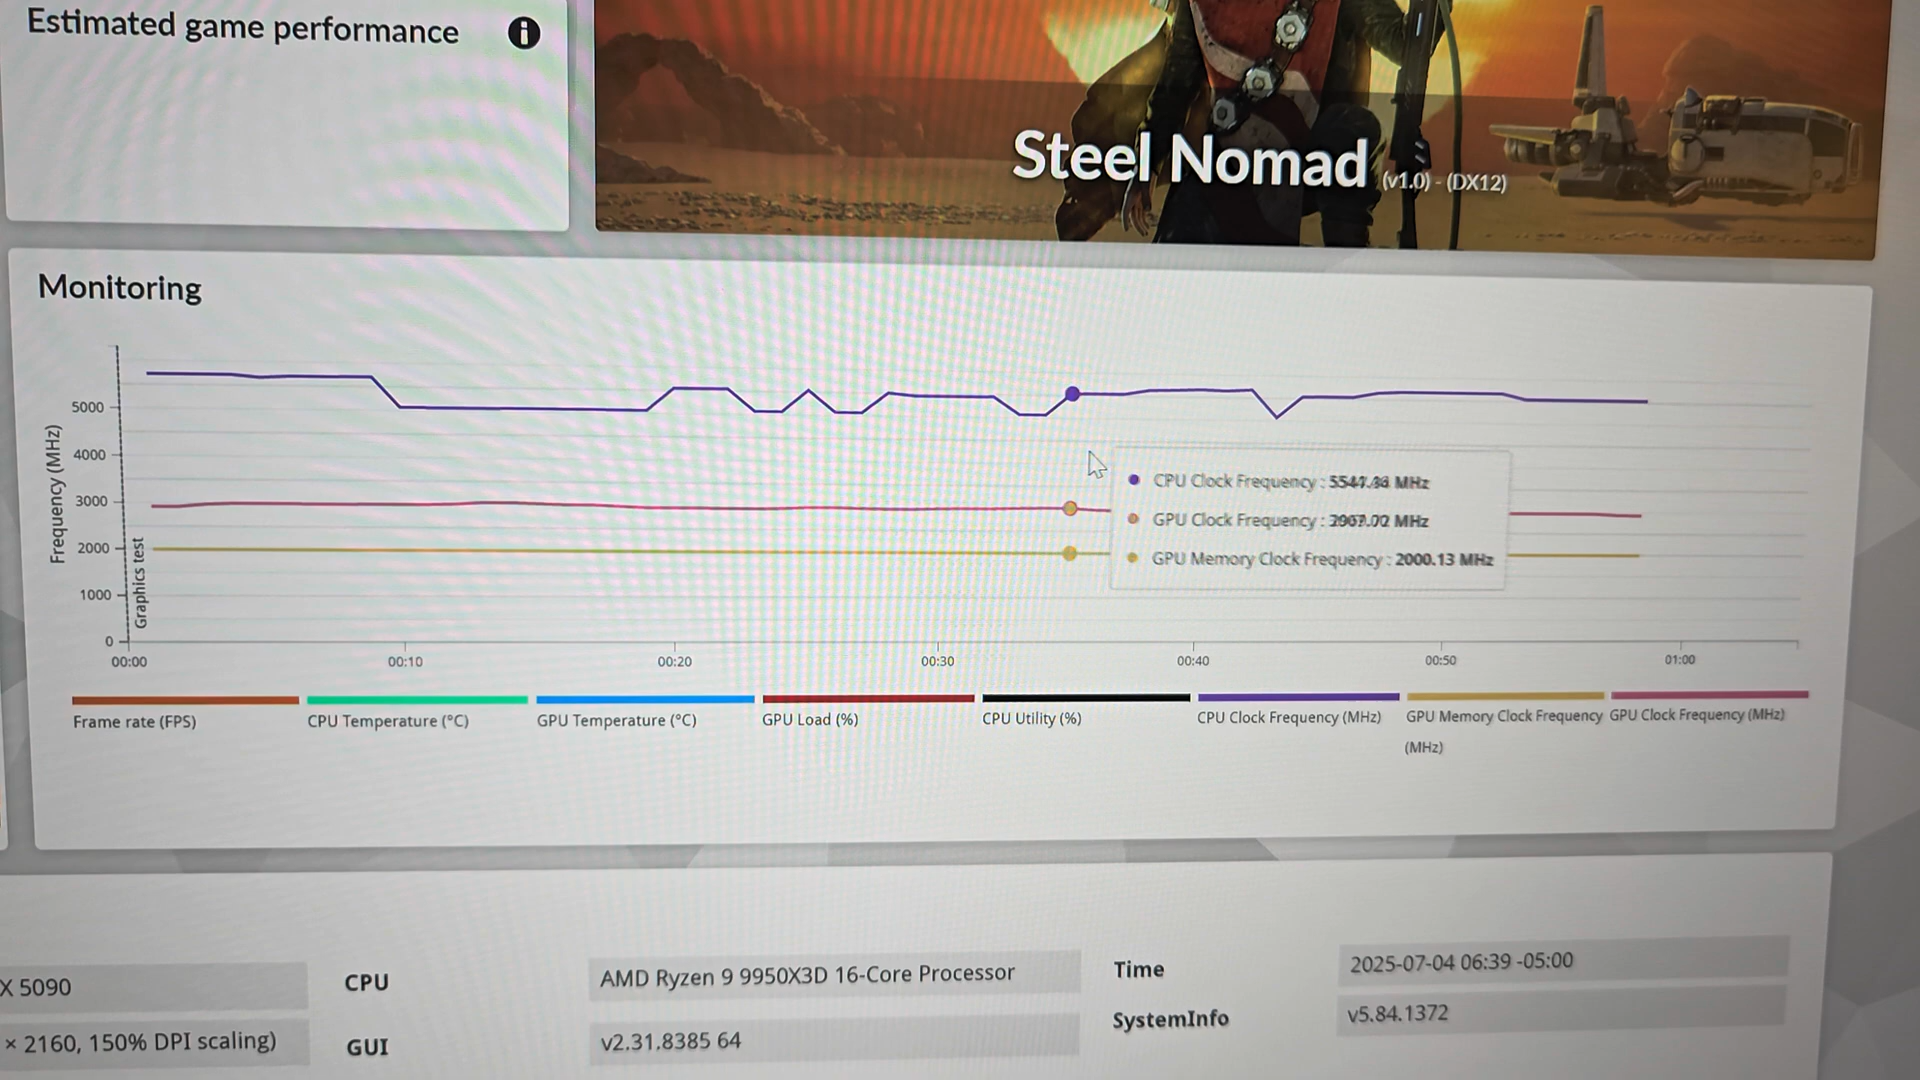 Estimated game performance
Steel Nomad (v1.0) - (DX12)
Monitoring
Frequency (MHz)
5000
4000
3000
2000
1000
0
Graphics test
CPU Clock Frequency : MHz
GPU Clock Frequency : MHz
GPU Memory Clock Frequency : 2000.13 MHz
00:00 00:10 00:20 00:30 00:40 00:50 01:00
Frame rate (FPS) CPU Temperature (°C) GPU Temperature (°C) GPU Load (%) CPU Utility (%) CPU Clock Frequency (MHz) GPU Memory Clock Frequency (MHz) GPU Clock Frequency (MHz)
X 5090 CPU AMD Ryzen 9 9950X3D 16-Core Processor Time 2025-07-04 06:39 -05:00
× 2160, 150% DPI scaling) GUI v2.31.8385 64 SystemInfo v5.84.1372